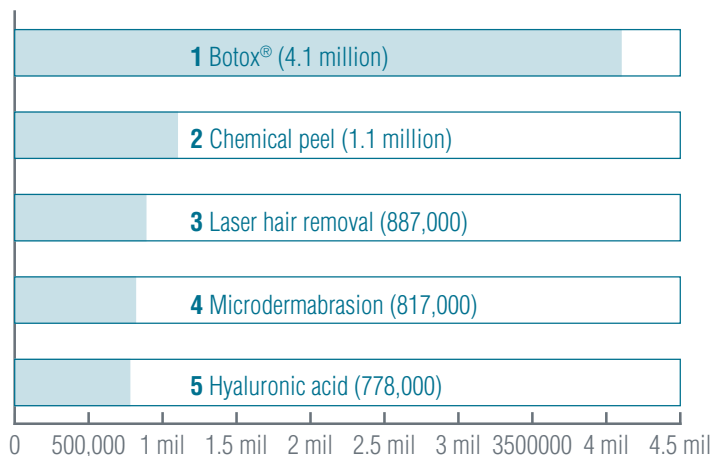 1 Botox® (4.1 million)
2 Chemical peel (1.1 million)
3 Laser hair removal (887,000)
4 Microdermabrasion (817,000)
5 Hyaluronic acid (778,000)
0 500,000 1 mil 1.5 mil 2 mil 2.5 mil 3 mil 3500000 4 mil 4.5 mil